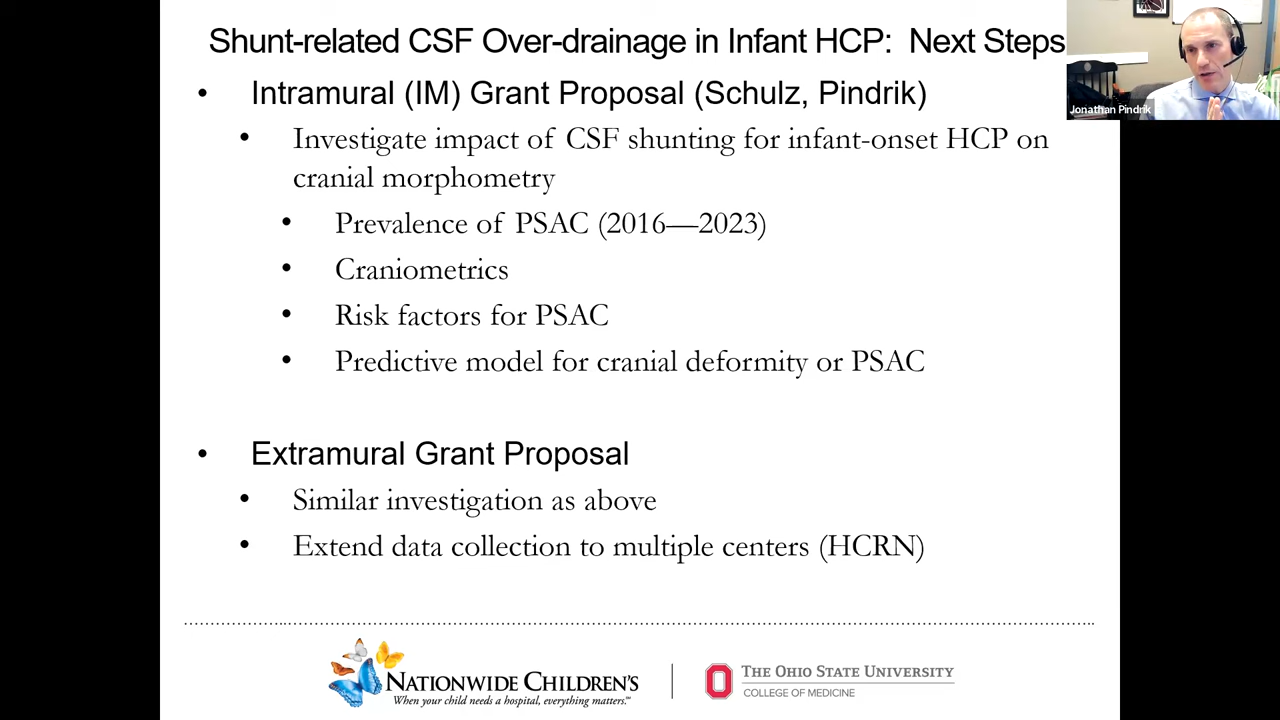 Shunt-related CSF Over-drainage in Infant HCP: Next Steps
Jonathan Pindrik
• Intramural (IM) Grant Proposal (Schulz, Pindrik)
• Investigate impact of CSF shunting for infant-onset HCP on
cranial morphometry
• Prevalence of PSAC (2016—2023)
• Craniometrics
• Risk factors for PSAC
• Predictive model for cranial deformity or PSAC
• Extramural Grant Proposal
• Similar investigation as above
• Extend data collection to multiple centers (HCRN)
NATIONWIDE CHILDREN'S
When your child needs a hospital, everything matters.™
THE OHIO STATE UNIVERSITY
COLLEGE OF MEDICINE